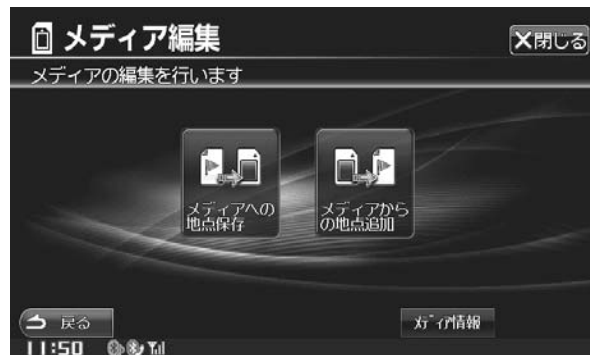 メディア編集
×閉じる
メディアの編集を行います
メディアへの
地点保存
メディアから
の地点追加
戻る
メディア情報
11:50